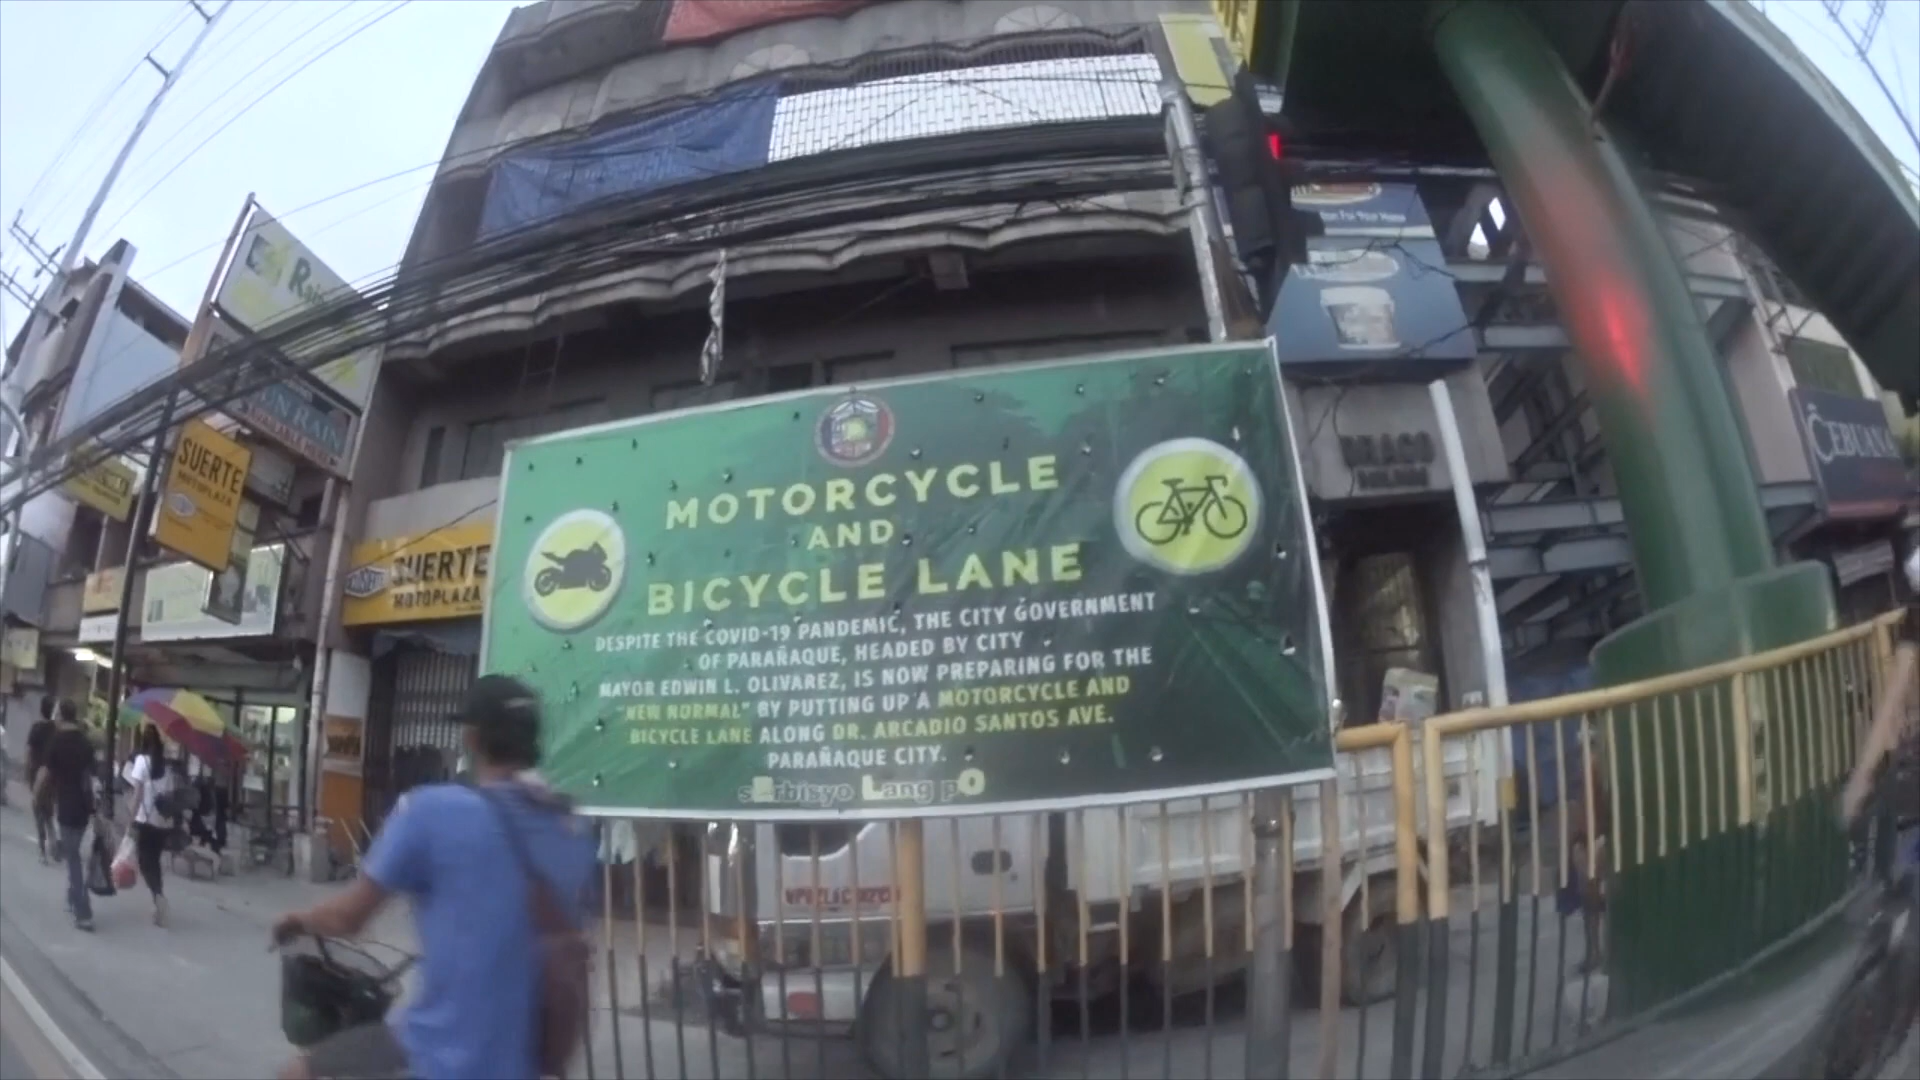 SUERTE
MOTOPLAZA
SUERTE
MOTOPLAZA
MOTORCYCLE
AND
BICYCLE LANE
DESPITE THE COVID-19 PANDEMIC, THE CITY GOVERNMENT
OF PARAÑAQUE, HEADED BY CITY
MAYOR EDWIN L. OLIVAREZ, IS NOW PREPARING FOR THE
"NEW NORMAL" BY PUTTING UP A MOTORCYCLE AND
BICYCLE LANE ALONG DR. ARCADIO SANTOS AVE.
PARAÑAQUE CITY.
sErbisyo Lang pO
CEBUANA